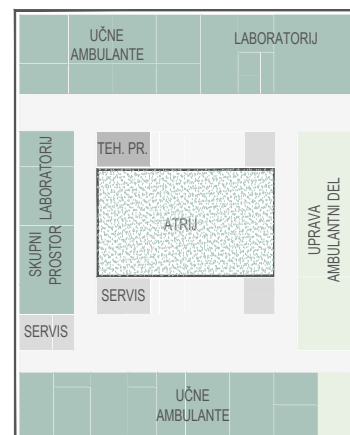 UČNE
AMBULANTE
LABORATORIJ
TEH. PR.
LABORATORIJ
SKUPNI
PROSTOR
ATRIJ
UPRAVA
AMBULANTNI DEL
SERVIS
SERVIS
UČNE
AMBULANTE